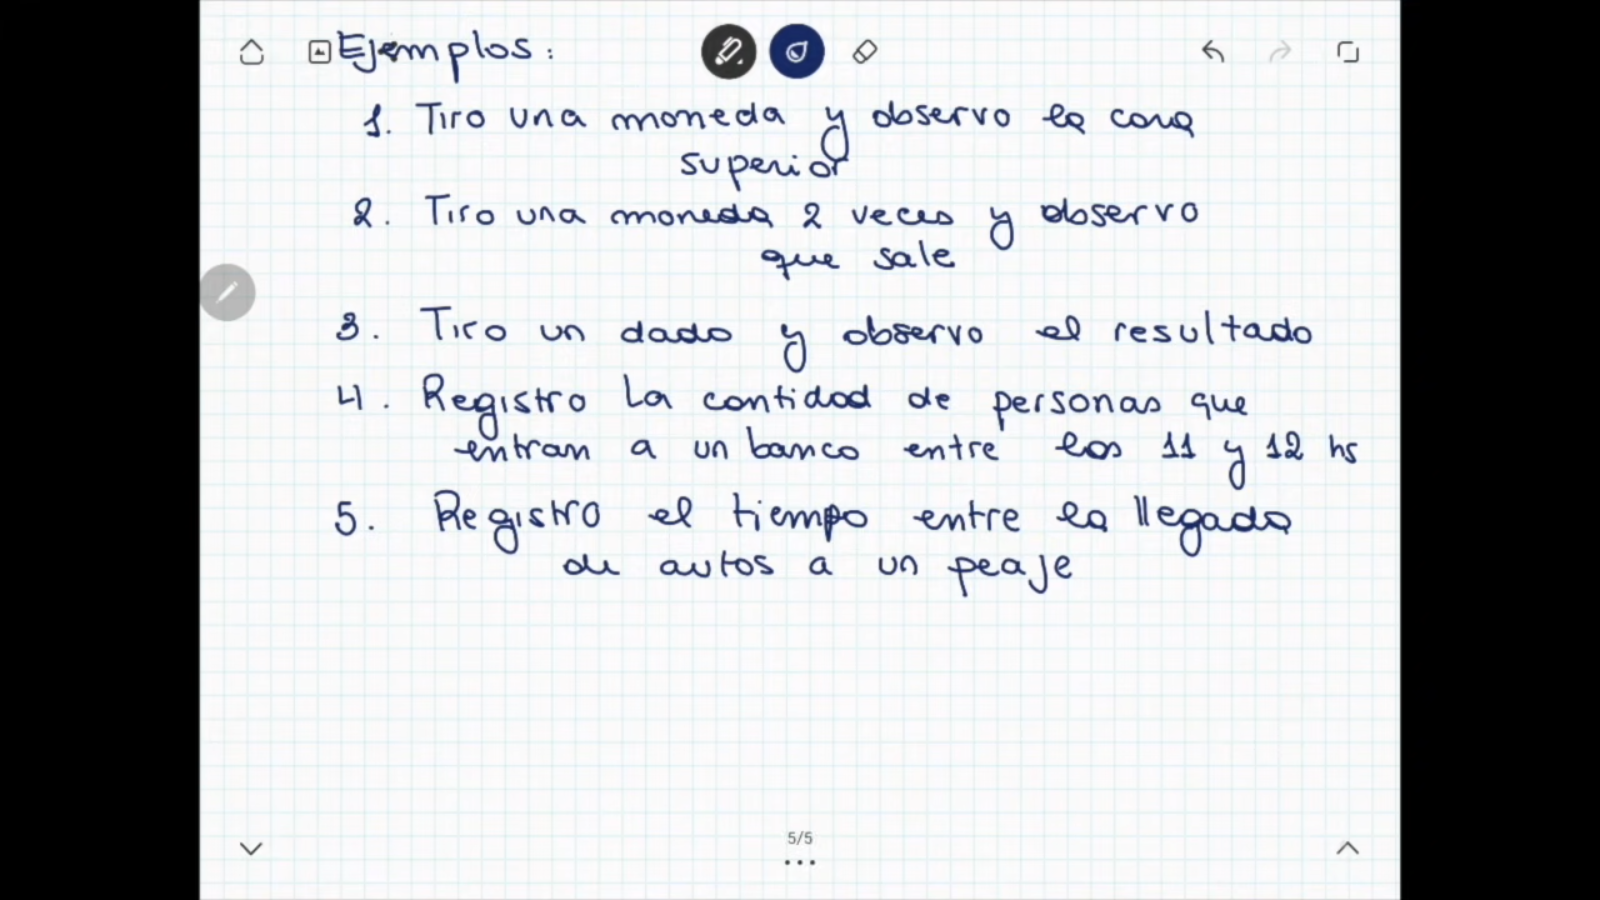 Ejemplos:
1. Tiro una moneda y observo la cara
superior
2. Tiro una moneda 2 veces y observo
que sale
3. Tiro un dado y observo el resultado
4. Registro la cantidad de personas que
entran a un banco entre las 11 y 12 hs
5. Registro el tiempo entre la llegada
de autos a un peaje
5/5